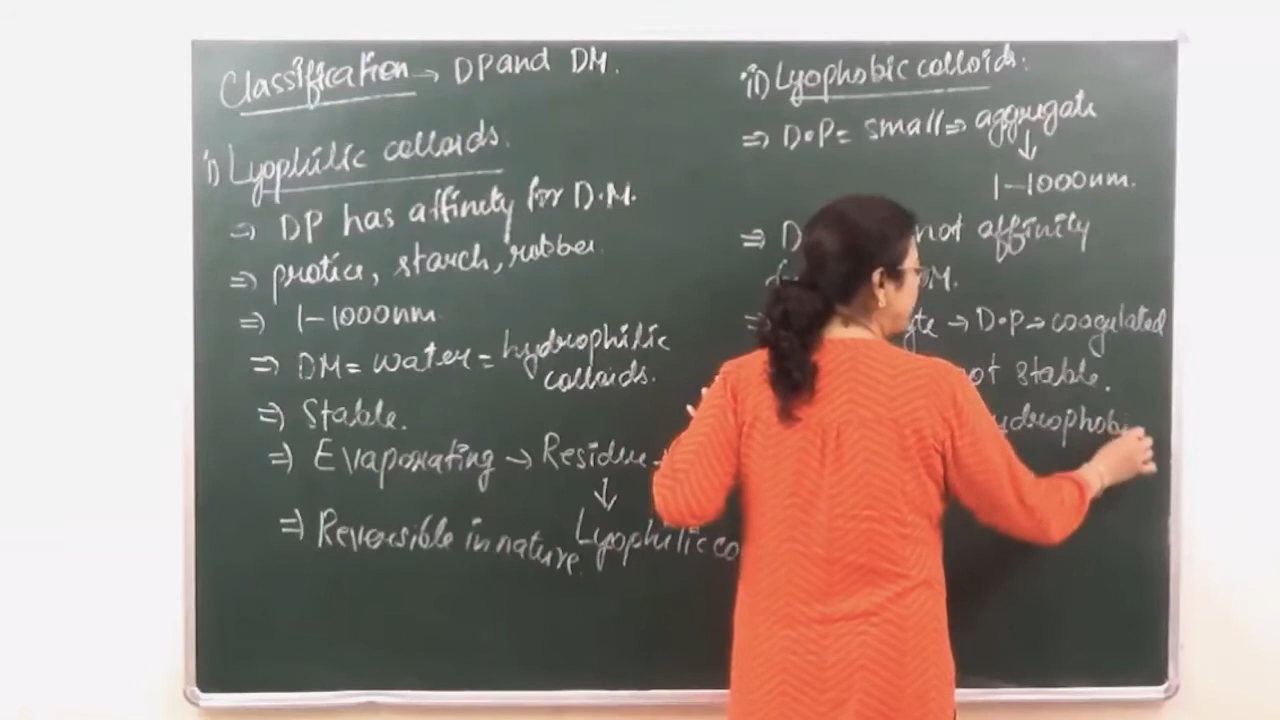 Classification → DP and DM.
i) Lyophilic colloids.
⇒ DP has affinity for D.M.
⇒ protice, starch, rubber
⇒ 1-1000nm
⇒ DM = water = hydrophilic
colloids.
⇒ Stable.
⇒ Evaporating → Residue
↓
Lyophilic co
⇒ Reversible in nature.
ii) Lyophobic colloids:
⇒ D.P = small ⇒ aggregate
↓
1-1000nm.
⇒ D not affinity
M.
→ D.P → coagulated
not stable.
ydrophobi